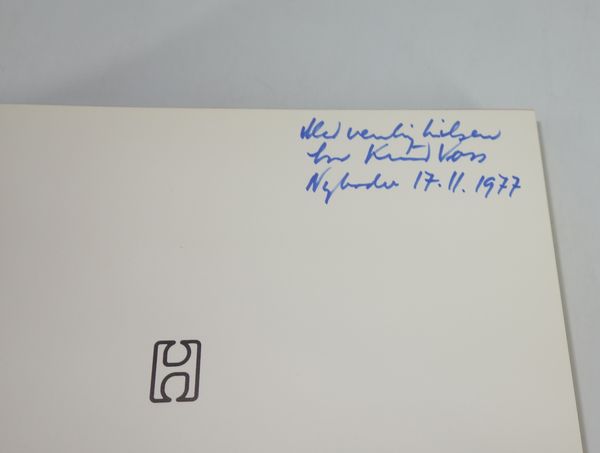 Med venlig hilsen
fra Knud Voss
Nyboder 17.11.1977